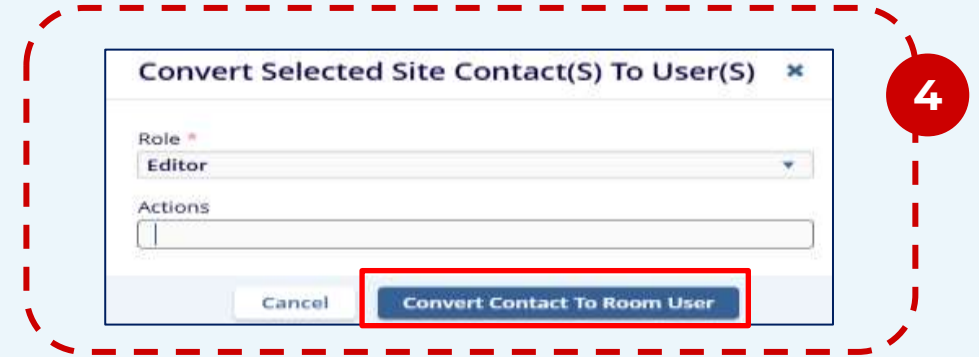 Convert Selected Site Contact(S) To User(S) ×
4
Role *
Editor
Actions
Cancel Convert Contact To Room User